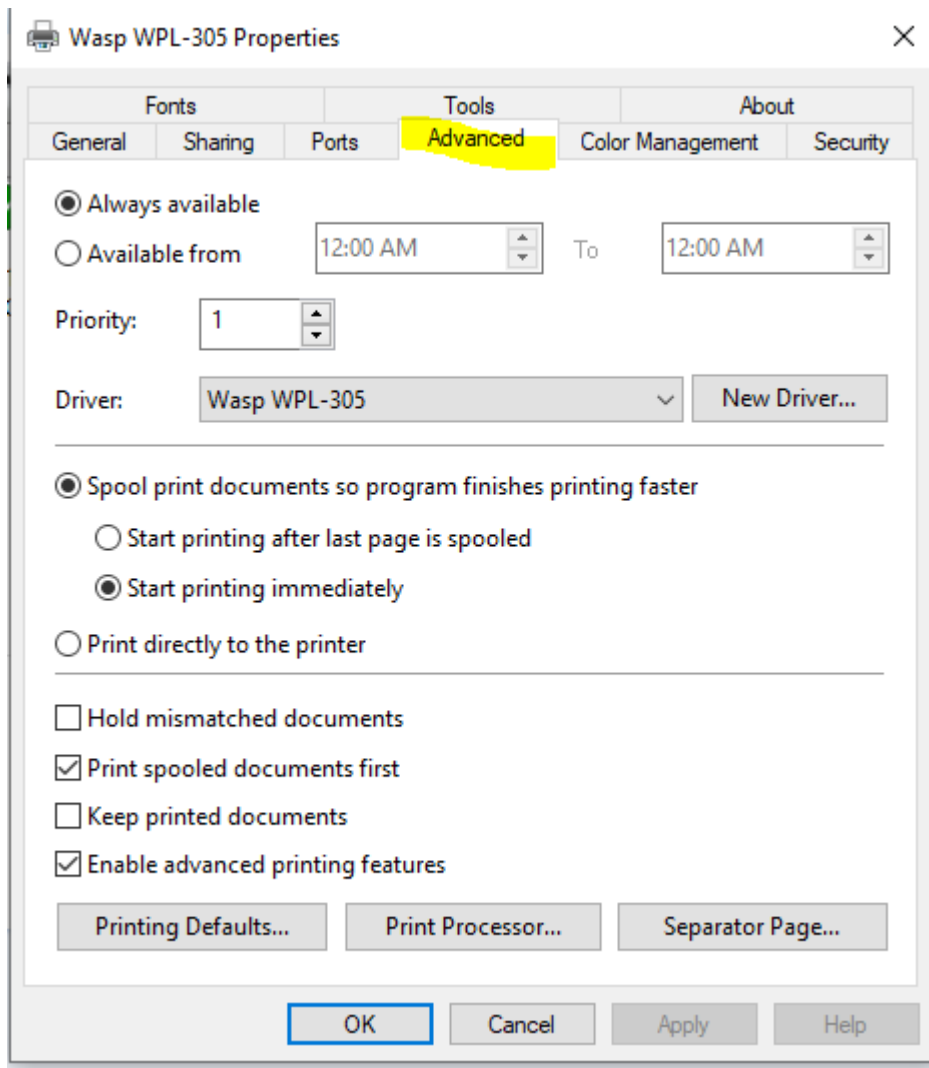 Wasp WPL-305 Properties
Fonts Tools About
General Sharing Ports Advanced Color Management Security
Always available
Available from 12:00 AM To 12:00 AM
Priority: 1
Driver: Wasp WPL-305 New Driver...
Spool print documents so program finishes printing faster
Start printing after last page is spooled
Start printing immediately
Print directly to the printer
Hold mismatched documents
Print spooled documents first
Keep printed documents
Enable advanced printing features
Printing Defaults... Print Processor... Separator Page...
OK Cancel Apply Help